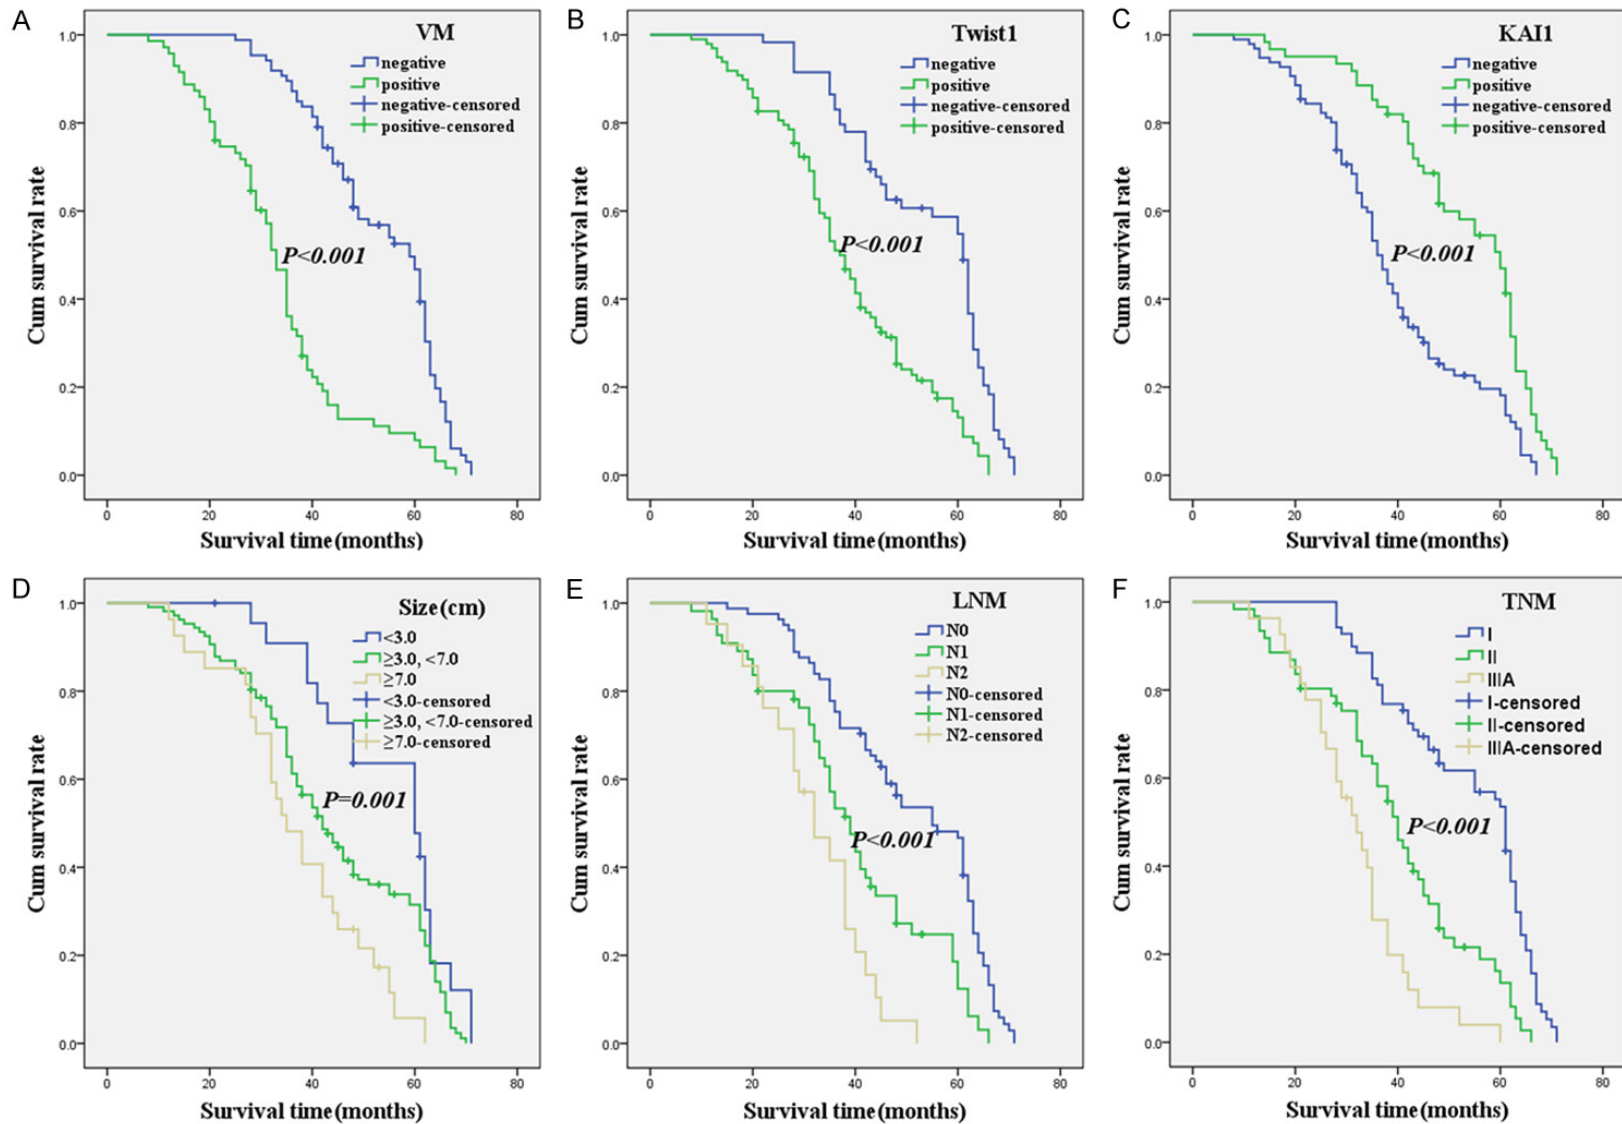 A
VM
negative
positive
negative-censored
positive-censored
P<0.001
Cum survival rate
1.0
0.8
0.6
0.4
0.2
0.0
0 20 40 60 80
Survival time(months)
B
Twist1
negative
positive
negative-censored
positive-censored
P<0.001
Cum survival rate
1.0
0.8
0.6
0.4
0.2
0.0
0 20 40 60 80
Survival time(months)
C
KAI1
negative
positive
negative-censored
positive-censored
P<0.001
Cum survival rate
1.0
0.8
0.6
0.4
0.2
0.0
0 20 40 60 80
Survival time(months)
D
Size(cm)
<3.0
≥3.0, <7.0
≥7.0
<3.0-censored
≥3.0, <7.0-censored
≥7.0-censored
P=0.001
Cum survival rate
1.0
0.8
0.6
0.4
0.2
0.0
0 20 40 60 80
Survival time(months)
E
LNM
N0
N1
N2
N0-censored
N1-censored
N2-censored
P<0.001
Cum survival rate
1.0
0.8
0.6
0.4
0.2
0.0
0 20 40 60 80
Survival time(months)
F
TNM
I
II
IIIA
I-censored
II-censored
IIIA-censored
P<0.001
Cum survival rate
1.0
0.8
0.6
0.4
0.2
0.0
0 20 40 60 80
Survival time(months)